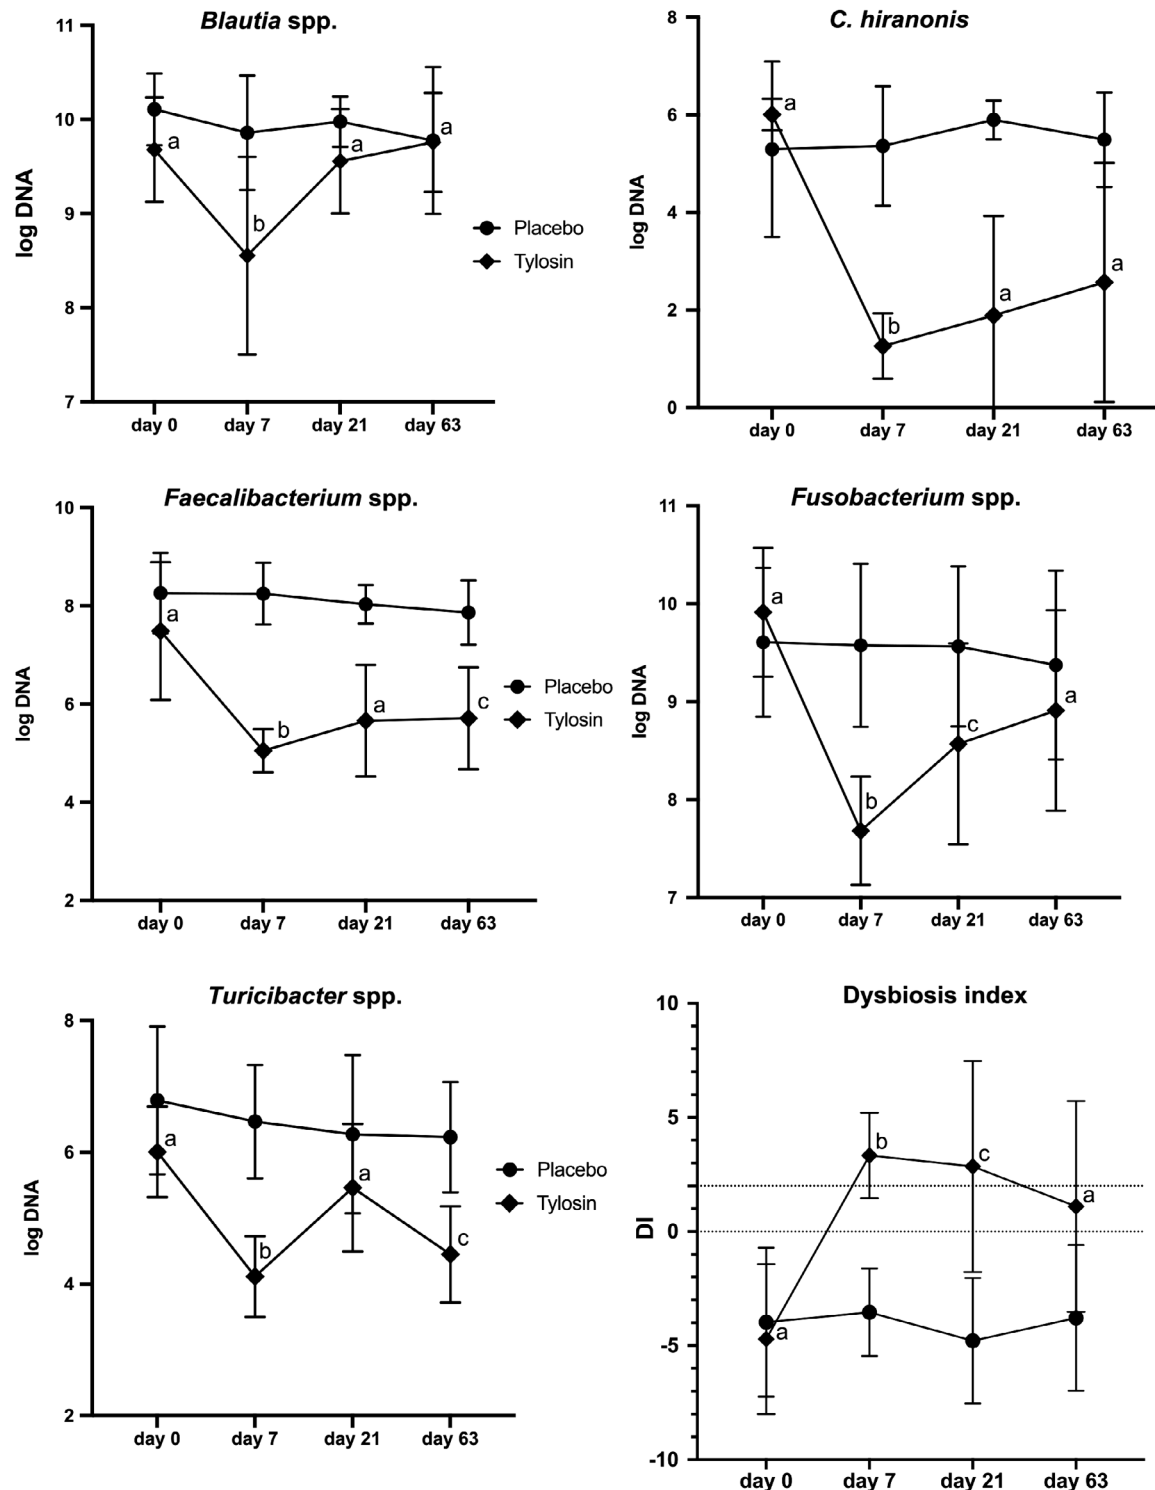 Blautia spp.
11
10
9
8
7
log DNA
a
b
a
a
day 0 day 7 day 21 day 63
Placebo
Tylosin
C. hiranonis
8
6
4
2
0
log DNA
a
b
a
a
day 0 day 7 day 21 day 63
Faecalibacterium spp.
10
8
6
4
2
log DNA
a
b
a
c
day 0 day 7 day 21 day 63
Placebo
Tylosin
Fusobacterium spp.
11
10
9
8
7
log DNA
a
b
c
a
day 0 day 7 day 21 day 63
Turicibacter spp.
8
6
4
2
log DNA
a
b
a
c
day 0 day 7 day 21 day 63
Placebo
Tylosin
Dysbiosis index
10
5
0
-5
-10
DI
a
b
c
a
day 0 day 7 day 21 day 63